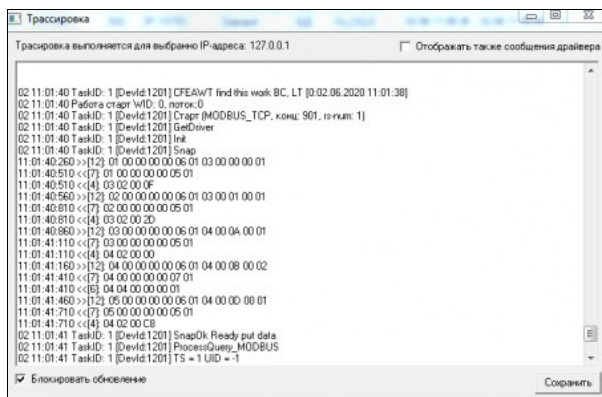 Трассировка
Трасировка выполняется для выбранно IP-адреса: 127.0.0.1
Отображать также сообщения драйвера
02 11:01:40 TaskID: 1 [DevId:1201] CFEAWT find this work BC, LT [0:02.06.2020 11:01:38]
02 11:01:40 Работа старт WID: 0, поток:0
02 11:01:40 TaskID: 1 [DevId:1201] Старт (MODBUS_TCP, конц: 901, rs-num: 1)
02 11:01:40 TaskID: 1 [DevId:1201] GetDriver
02 11:01:40 TaskID: 1 [DevId:1201] Init
02 11:01:40 TaskID: 1 [DevId:1201] Snap
11:01:40:260 >>[12]: 01 00 00 00 00 06 01 03 00 00 00 01
11:01:40:510 <<[7]: 01 00 00 00 00 05 01
11:01:40:510 <<[4]: 03 02 00 0F
11:01:40:560 >>[12]: 02 00 00 00 00 06 01 03 00 01 00 01
11:01:40:810 <<[7]: 02 00 00 00 00 05 01
11:01:40:810 <<[4]: 03 02 00 2D
11:01:40:860 >>[12]: 03 00 00 00 00 06 01 04 00 0A 00 01
11:01:41:110 <<[7]: 03 00 00 00 00 05 01
11:01:41:110 <<[4]: 04 02 00 00
11:01:41:160 >>[12]: 04 00 00 00 00 06 01 04 00 0B 00 02
11:01:41:410 <<[7]: 04 00 00 00 00 07 01
11:01:41:410 <<[6]: 04 04 00 00 00 01
11:01:41:460 >>[12]: 05 00 00 00 00 06 01 04 00 0D 00 01
11:01:41:710 <<[7]: 05 00 00 00 00 05 01
11:01:41:710 <<[4]: 04 02 00 CB
02 11:01:41 TaskID: 1 [DevId:1201] SnapOk Ready put data
02 11:01:41 TaskID: 1 [DevId:1201] ProcessQuery_MODBUS
02 11:01:41 TaskID: 1 [DevId:1201] TS = 1 UID = -1
Блокировать обновление
Сохранить